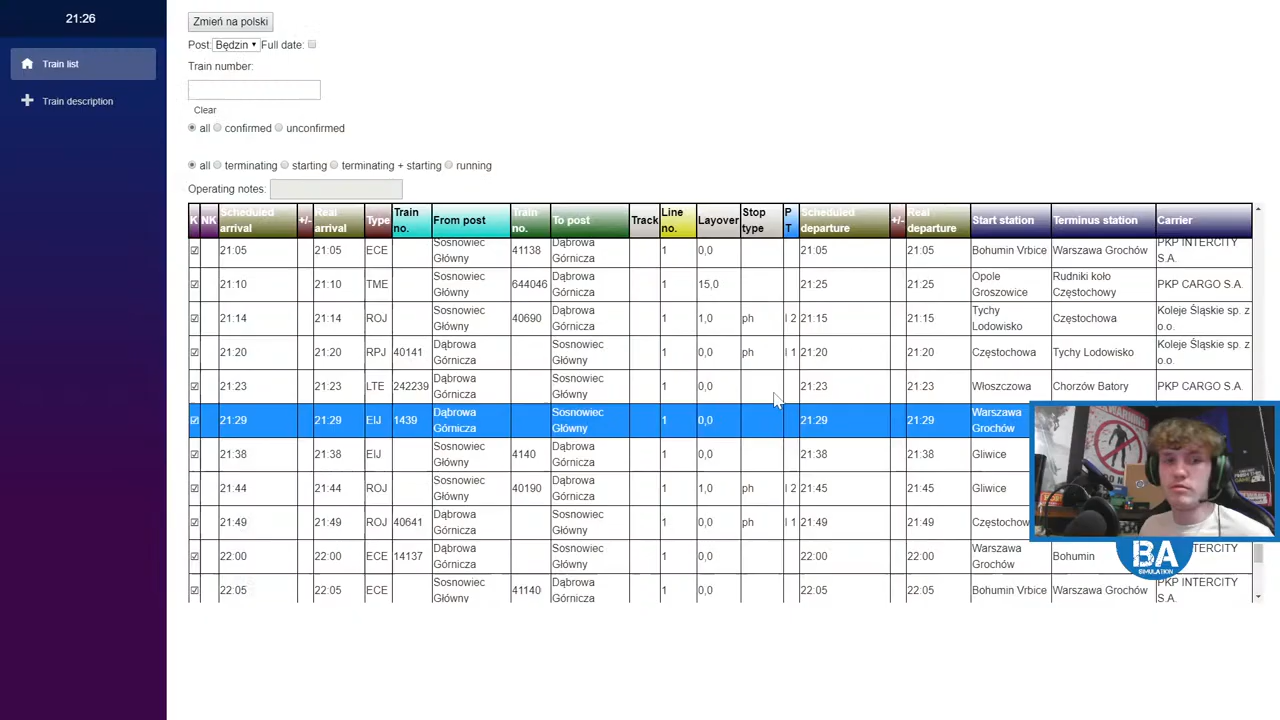 21:26
Train list
Train description
Zmień na polski
Post: Będzin Full date:
Train number:
Clear
all confirmed unconfirmed
all terminating starting terminating + starting running
Operating notes:
K NK Scheduled arrival +/- Real arrival Type Train no. From post Train no. To post Track Line no. Layover Stop type P T Scheduled departure +/- Real departure Start station Terminus station Carrier
21:05 21:05 ECE Sosnowiec Główny 41138 Dąbrowa Górnicza 1 0,0 21:05 21:05 Bohumin Vrbice Warszawa Grochów PKP INTERCITY S.A.
21:10 21:10 TME Sosnowiec Główny 644046 Dąbrowa Górnicza 1 15,0 21:25 21:25 Opole Groszowice Rudniki koło Częstochowy PKP CARGO S.A.
21:14 21:14 ROJ Sosnowiec Główny 40690 Dąbrowa Górnicza 1 1,0 ph I 2 21:15 21:15 Tychy Lodowisko Częstochowa Koleje Śląskie sp. z o.o.
21:20 21:20 RPJ 40141 Dąbrowa Górnicza Sosnowiec Główny 1 0,0 ph I 1 21:20 21:20 Częstochowa Tychy Lodowisko Koleje Śląskie sp. z o.o.
21:23 21:23 LTE 242239 Dąbrowa Górnicza Sosnowiec Główny 1 0,0 21:23 21:23 Włoszczowa Chorzów Batory PKP CARGO S.A.
21:29 21:29 EIJ 1439 Dąbrowa Górnicza Sosnowiec Główny 1 0,0 21:29 21:29 Warszawa Grochów
21:38 21:38 EIJ Sosnowiec Główny 4140 Dąbrowa Górnicza 1 0,0 21:38 21:38 Gliwice
21:44 21:44 ROJ Sosnowiec Główny 40190 Dąbrowa Górnicza 1 1,0 ph I 2 21:45 21:45 Gliwice
21:49 21:49 ROJ 40641 Dąbrowa Górnicza Sosnowiec Główny 1 0,0 ph I 1 21:49 21:49 Częstochow
22:00 22:00 ECE 14137 Dąbrowa Górnicza Sosnowiec Główny 1 0,0 22:00 22:00 Warszawa Grochów Bohumin TERCITY
22:05 22:05 ECE Sosnowiec Główny 41140 Dąbrowa Górnicza 1 0,0 22:05 22:05 Bohumin Vrbice Warszawa Grochów PKP INTERCITY S.A.
BA
SIMULATION